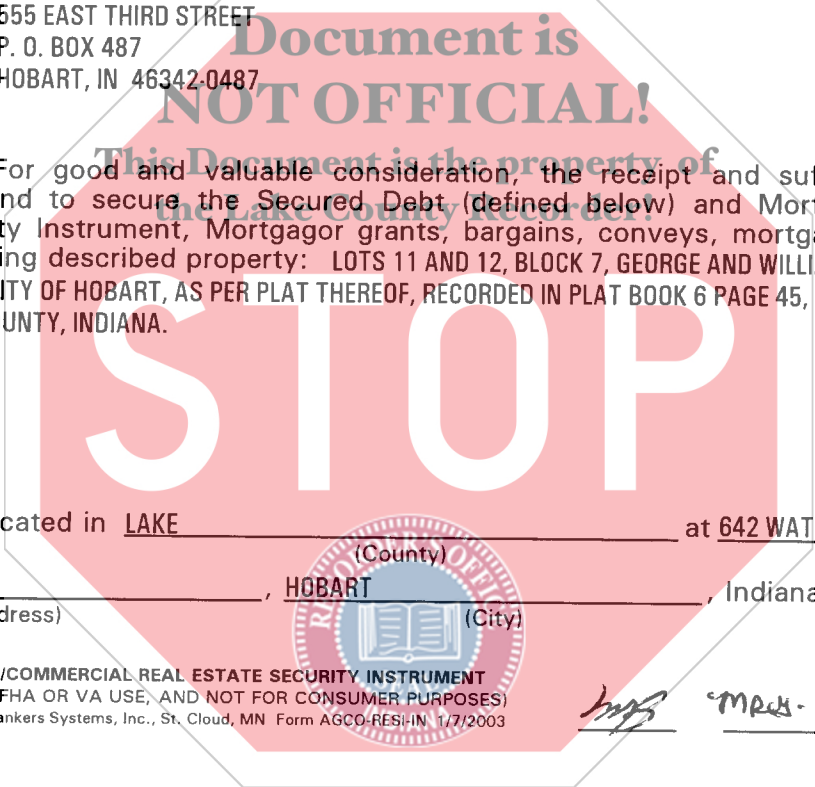 555 EAST THIRD STREET
P. O. BOX 487
HOBART, IN 46342-0487
Document is
NOT OFFICIAL!
This Document is the property of
the Lake County Recorder!
For good and valuable consideration, the receipt and suf
nd to secure the Secured Debt (defined below) and Mort
ty Instrument, Mortgagor grants, bargains, conveys, mortga
ing described property: LOTS 11 AND 12, BLOCK 7, GEORGE AND WILLI
ITY OF HOBART, AS PER PLAT THEREOF, RECORDED IN PLAT BOOK 6 PAGE 45,
UNTY, INDIANA.
STOP
cated in LAKE at 642 WAT
(County)
, HOBART , Indiana
dress) (City)
RECORDER'S OFFICE
INDIANA
/COMMERCIAL REAL ESTATE SECURITY INSTRUMENT
FHA OR VA USE, AND NOT FOR CONSUMER PURPOSES)
ankers Systems, Inc., St. Cloud, MN Form AGCO-RESI-IN 1/7/2003